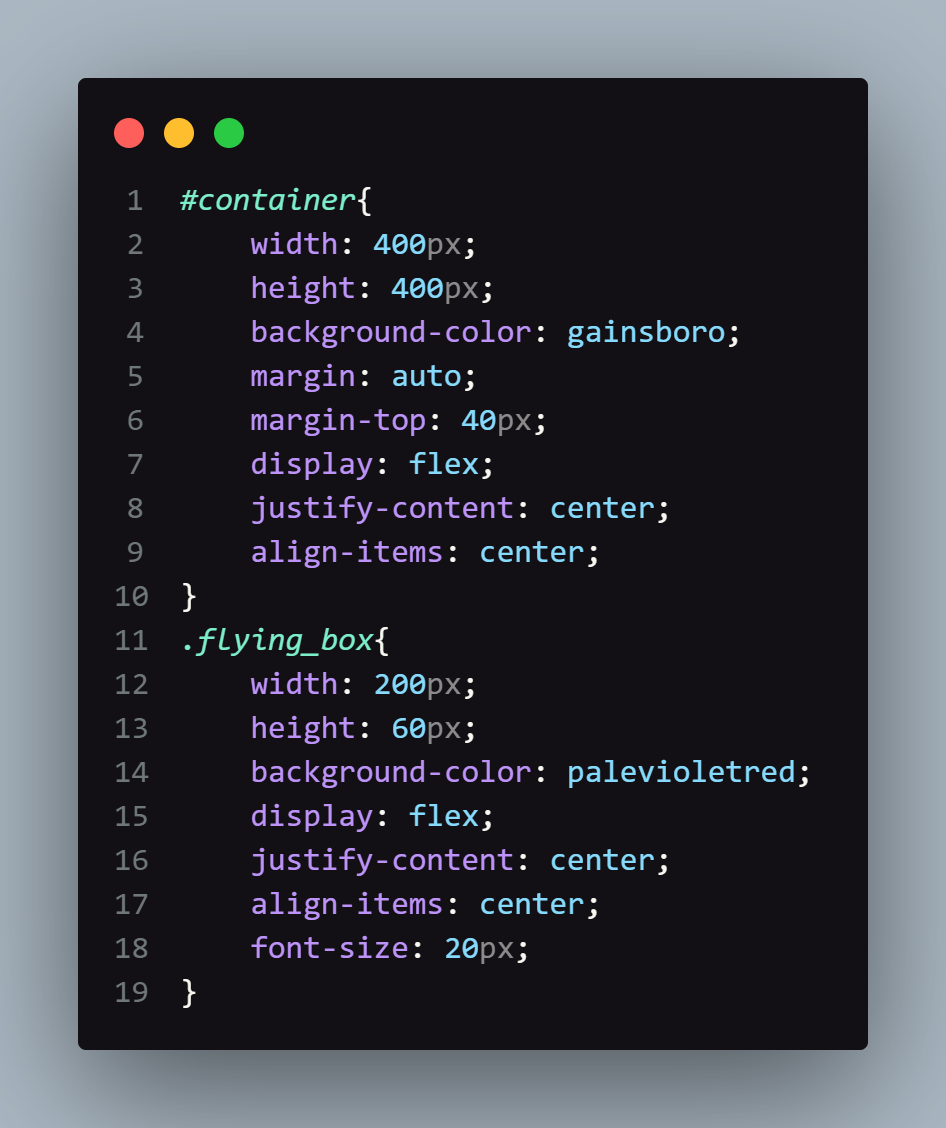 1 #container{
2     width: 400px;
3     height: 400px;
4     background-color: gainsboro;
5     margin: auto;
6     margin-top: 40px;
7     display: flex;
8     justify-content: center;
9     align-items: center;
10 }
11 .flying_box{
12     width: 200px;
13     height: 60px;
14     background-color: palevioletred;
15     display: flex;
16     justify-content: center;
17     align-items: center;
18     font-size: 20px;
19 }